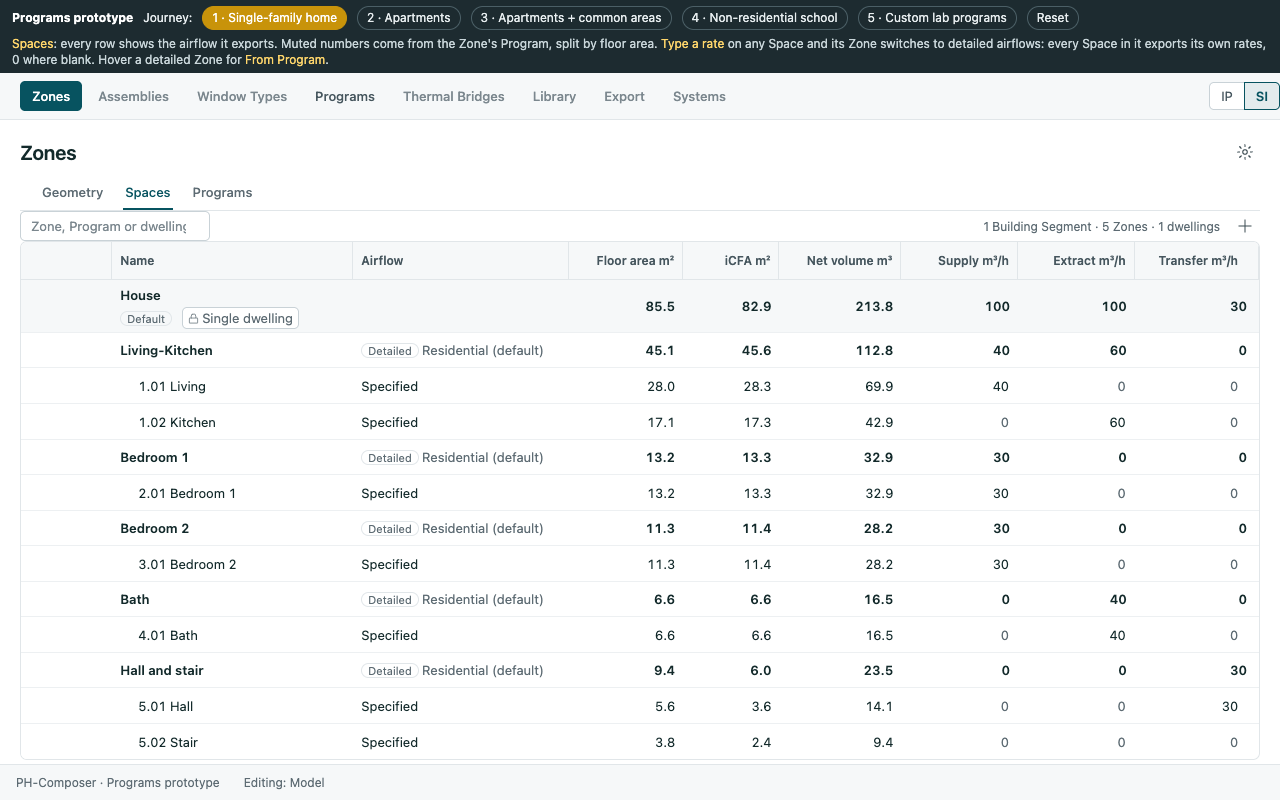 Programs prototype Journey: 1 · Single-family home 2 · Apartments 3 · Apartments + common areas 4 · Non-residential school 5 · Custom lab programs Reset
Spaces: every row shows the airflow it exports. Muted numbers come from the Zone's Program, split by floor area. Type a rate on any Space and its Zone switches to detailed airflows: every Space in it exports its own rates,
0 where blank. Hover a detailed Zone for From Program.
Zones Assemblies Window Types Programs Thermal Bridges Library Export Systems IP SI
Zones
Geometry Spaces Programs
Zone, Program or dwelling 1 Building Segment · 5 Zones · 1 dwellings
Name Airflow Floor area m² iCFA m² Net volume m³ Supply m³/h Extract m³/h Transfer m³/h
House
Default Single dwelling 85.5 82.9 213.8 100 100 30
Living-Kitchen Detailed Residential (default) 45.1 45.6 112.8 40 60 0
1.01 Living Specified 28.0 28.3 69.9 40 0 0
1.02 Kitchen Specified 17.1 17.3 42.9 0 60 0
Bedroom 1 Detailed Residential (default) 13.2 13.3 32.9 30 0 0
2.01 Bedroom 1 Specified 13.2 13.3 32.9 30 0 0
Bedroom 2 Detailed Residential (default) 11.3 11.4 28.2 30 0 0
3.01 Bedroom 2 Specified 11.3 11.4 28.2 30 0 0
Bath Detailed Residential (default) 6.6 6.6 16.5 0 40 0
4.01 Bath Specified 6.6 6.6 16.5 0 40 0
Hall and stair Detailed Residential (default) 9.4 6.0 23.5 0 0 30
5.01 Hall Specified 5.6 3.6 14.1 0 0 30
5.02 Stair Specified 3.8 2.4 9.4 0 0 0
PH-Composer · Programs prototype Editing: Model